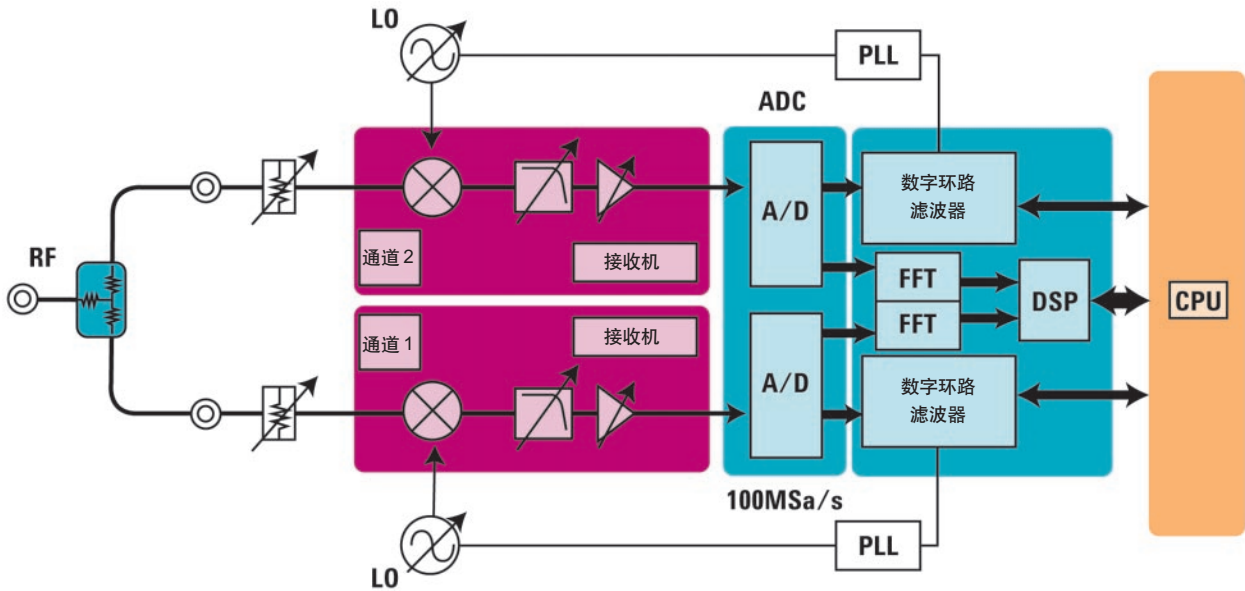 LO
PLL
ADC
数字环路
滤波器
A/D
RF
通道 2
接收机
FFT
DSP
CPU
通道 1
接收机
FFT
A/D
数字环路
滤波器
100MSa/s
PLL
LO